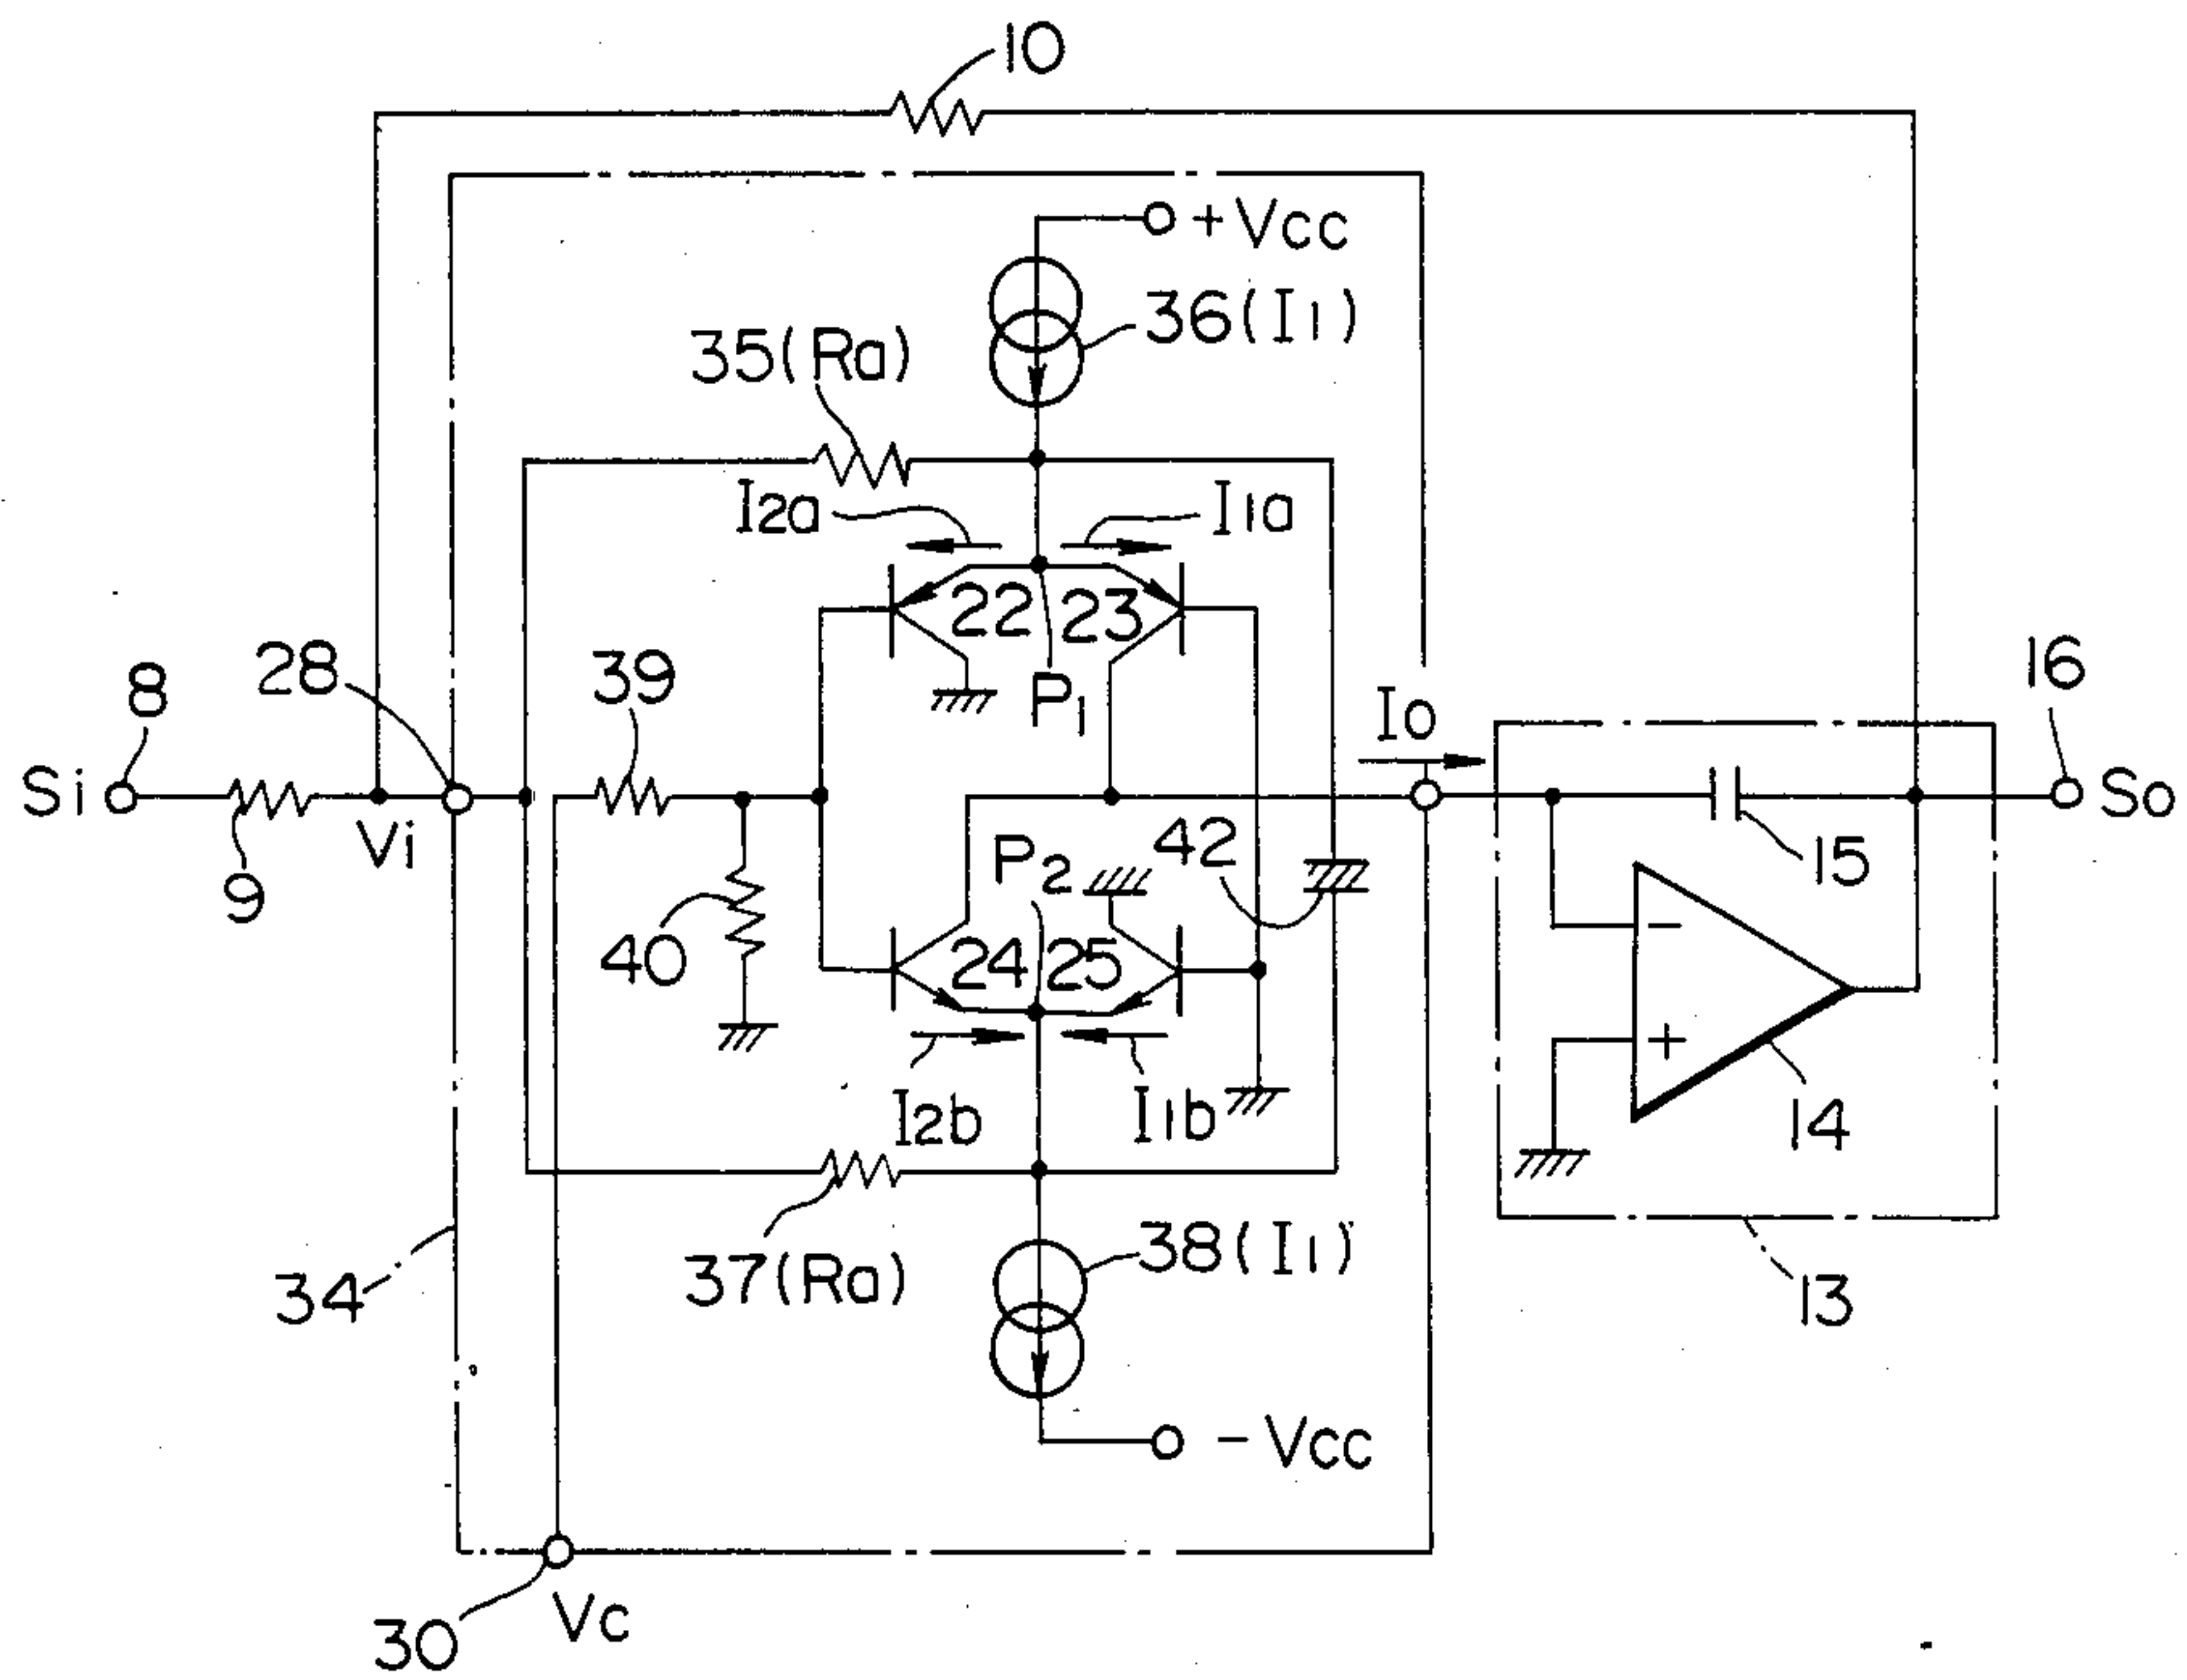 10
+Vcc
36(I1)
35(Ra)
I2a
I1a
22
23
28
39
8
P1
16
Io
Si
So
Vi
P2
42
15
9
40
24
25
-
+
I2b
I1b
14
38(I1)
37(Ra)
34
13
-Vcc
Vc
30